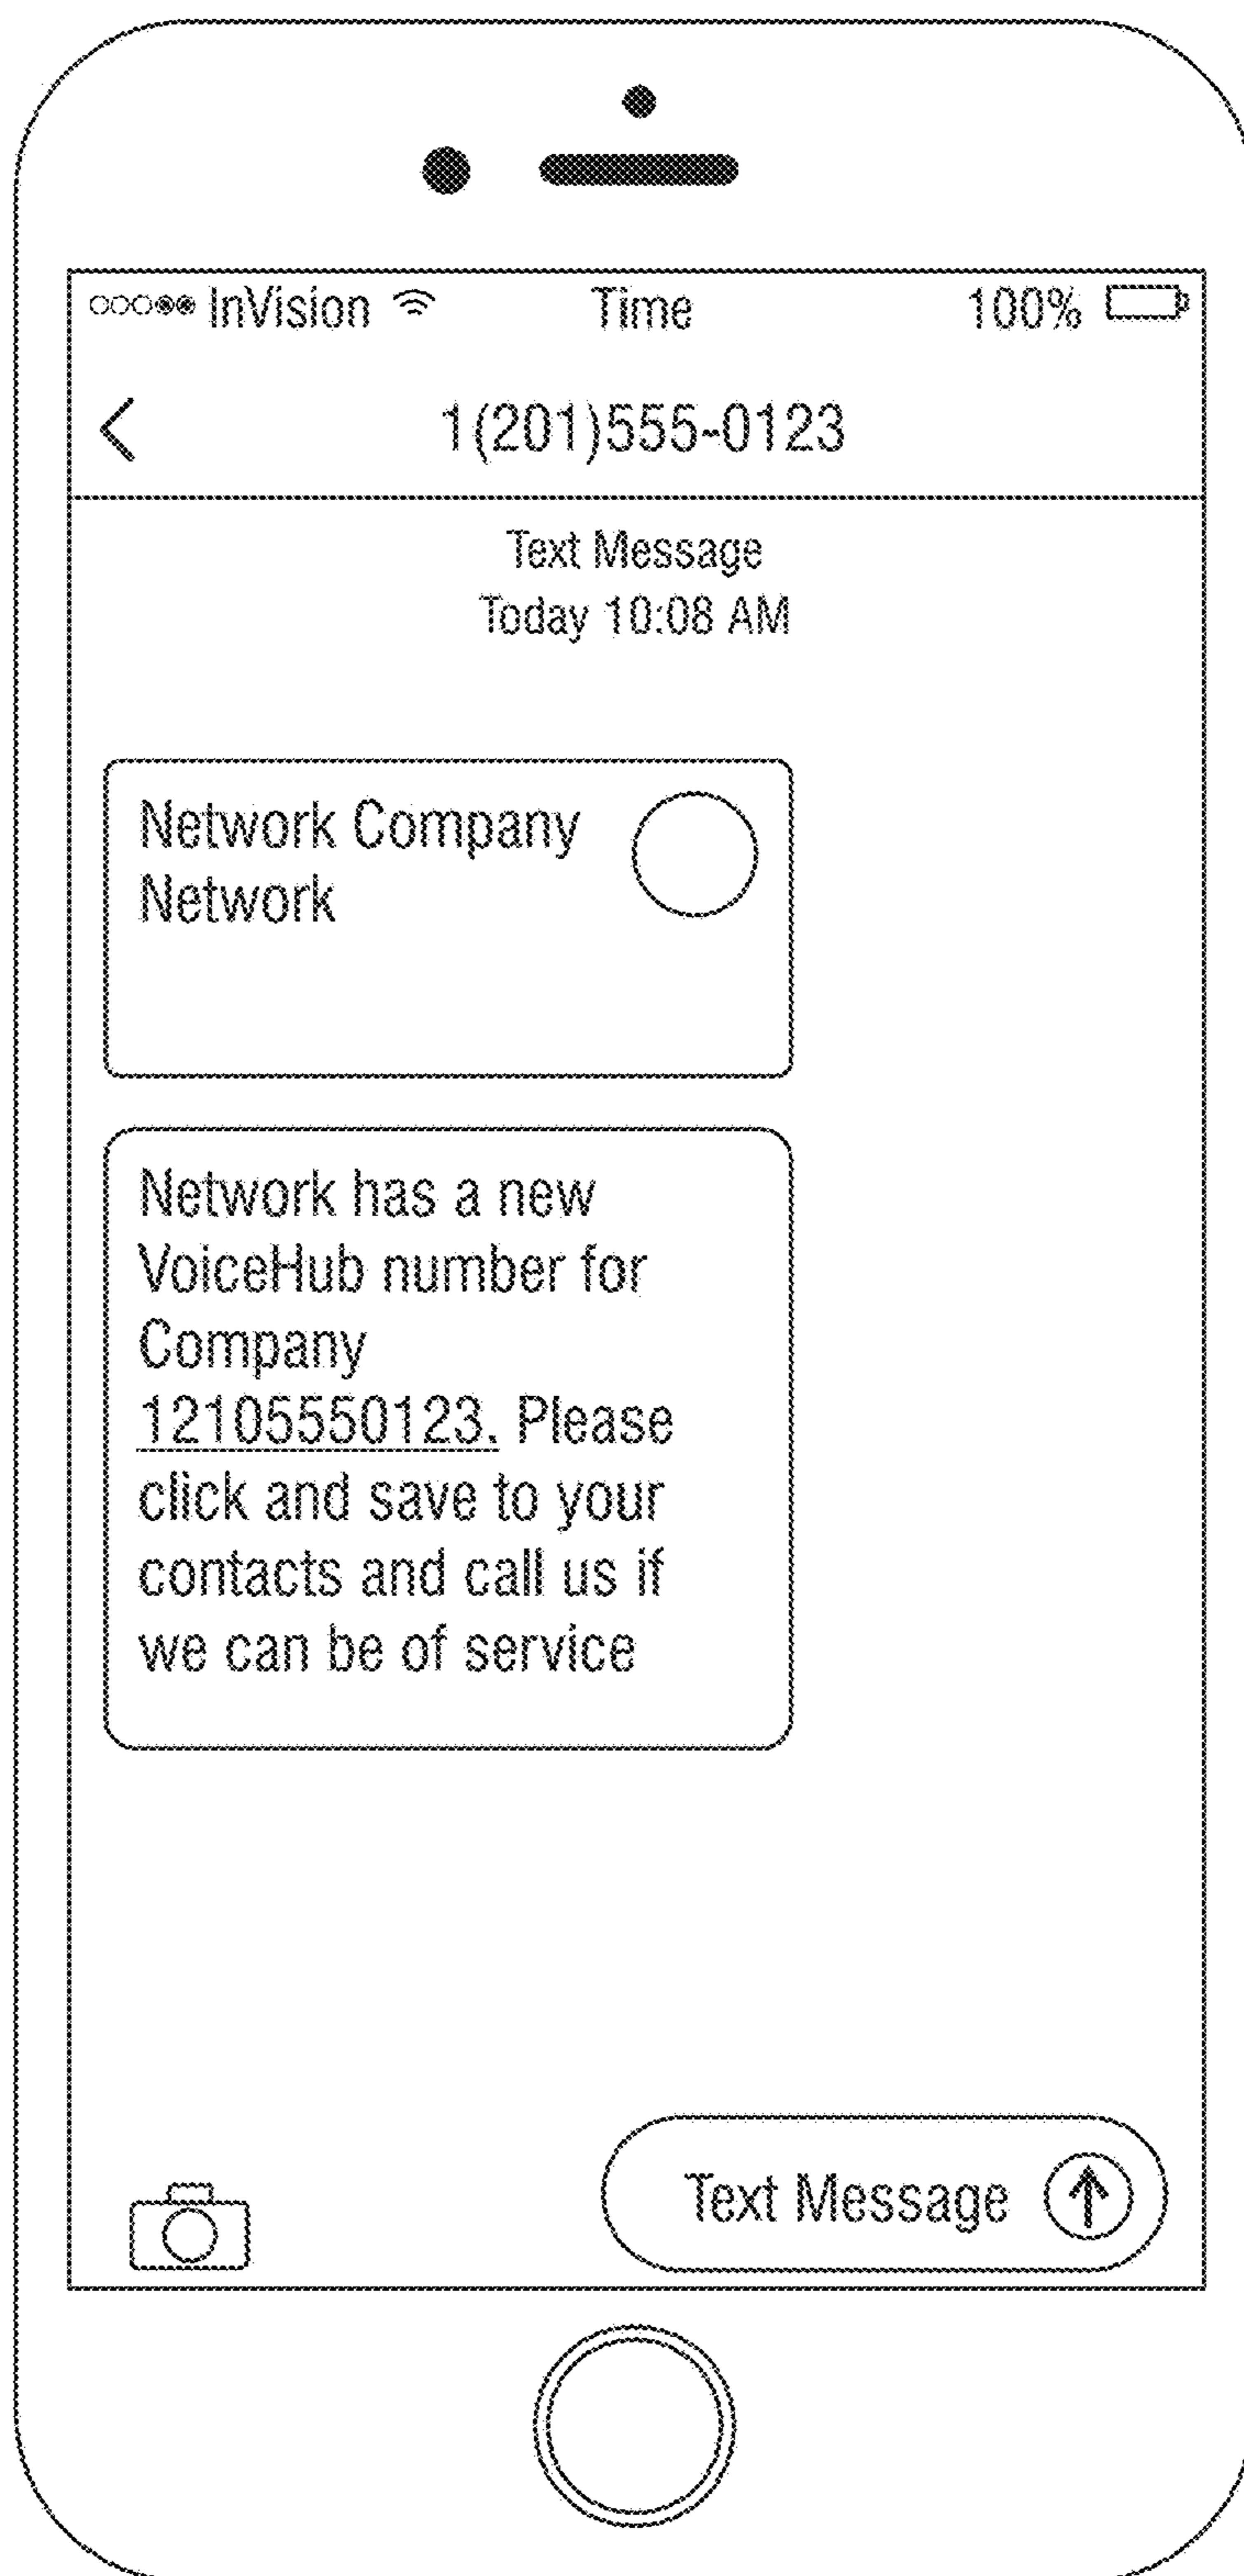 InVision Time 100%
1(201)555-0123
Text Message
Today 10:08 AM
Network Company
Network
Network has a new
VoiceHub number for
Company
12105550123. Please
click and save to your
contacts and call us if
we can be of service
Text Message